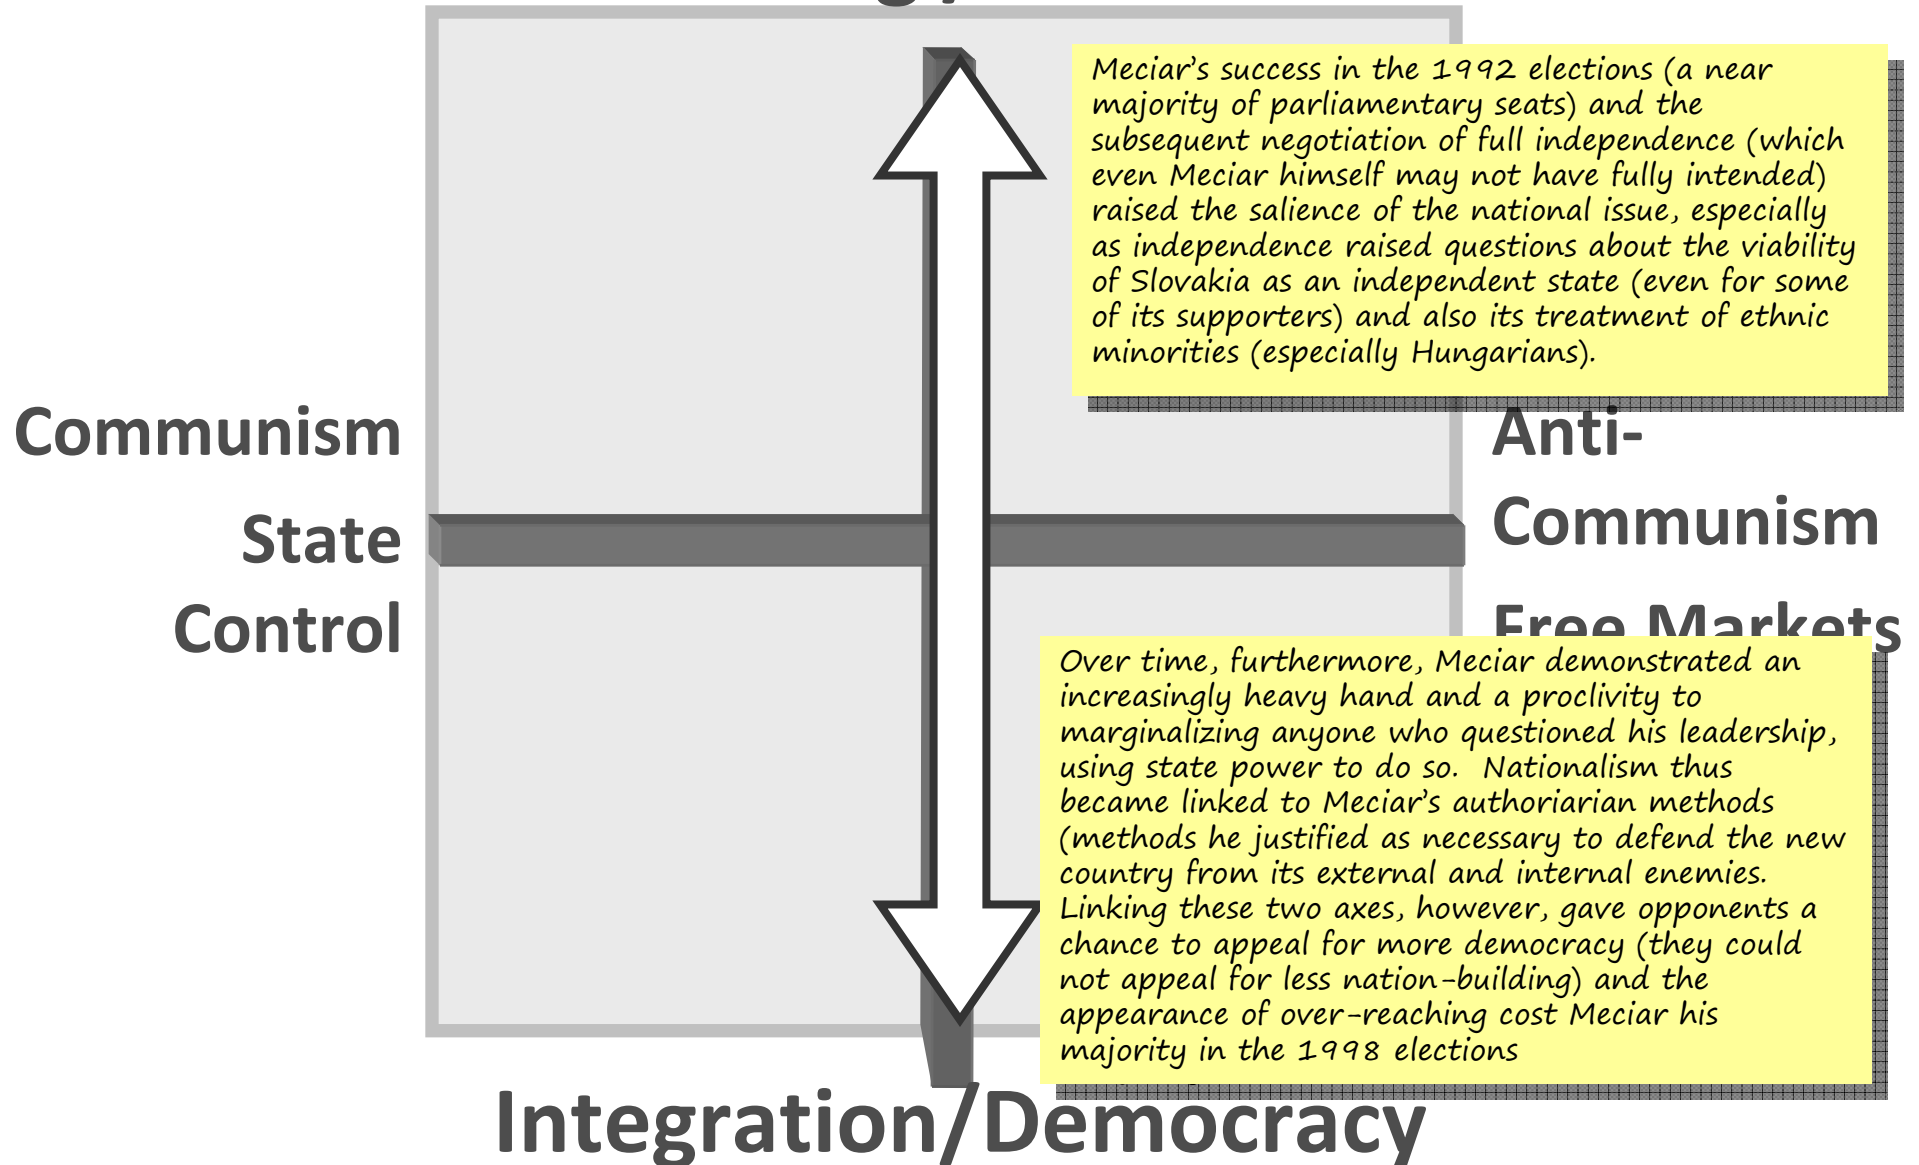 Meciar's success in the 1992 elections (a near
majority of parliamentary seats) and the
subsequent negotiation of full independence (which
even Meciar himself may not have fully intended)
raised the salience of the national issue, especially
as independence raised questions about the viability
of Slovakia as an independent state (even for some
of its supporters) and also its treatment of ethnic
minorities (especially Hungarians).
Communism
State
Control
Anti-
Communism
Free Markets
Over time, furthermore, Meciar demonstrated an
increasingly heavy hand and a proclivity to
marginalizing anyone who questioned his leadership,
using state power to do so.  Nationalism thus
became linked to Meciar's authoriarian methods
(methods he justified as necessary to defend the new
country from its external and internal enemies.
Linking these two axes, however, gave opponents a
chance to appeal for more democracy (they could
not appeal for less nation-building) and the
appearance of over-reaching cost Meciar his
majority in the 1998 elections
Integration/Democracy